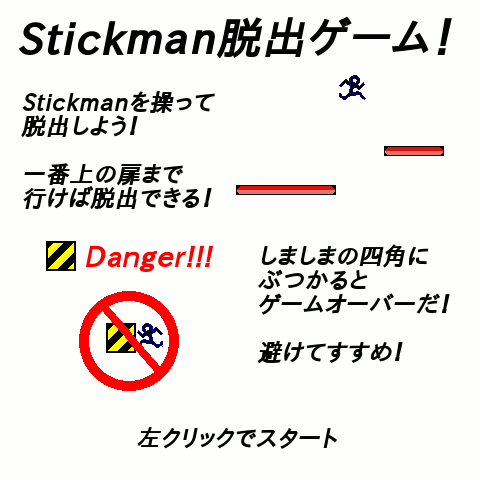 Stickman脱出ゲーム！
Stickmanを操って
脱出しよう！
一番上の扉まで
行けば脱出できる！
Danger!!!
しましまの四角に
ぶつかると
ゲームオーバーだ！
避けてすすめ！
左クリックでスタート